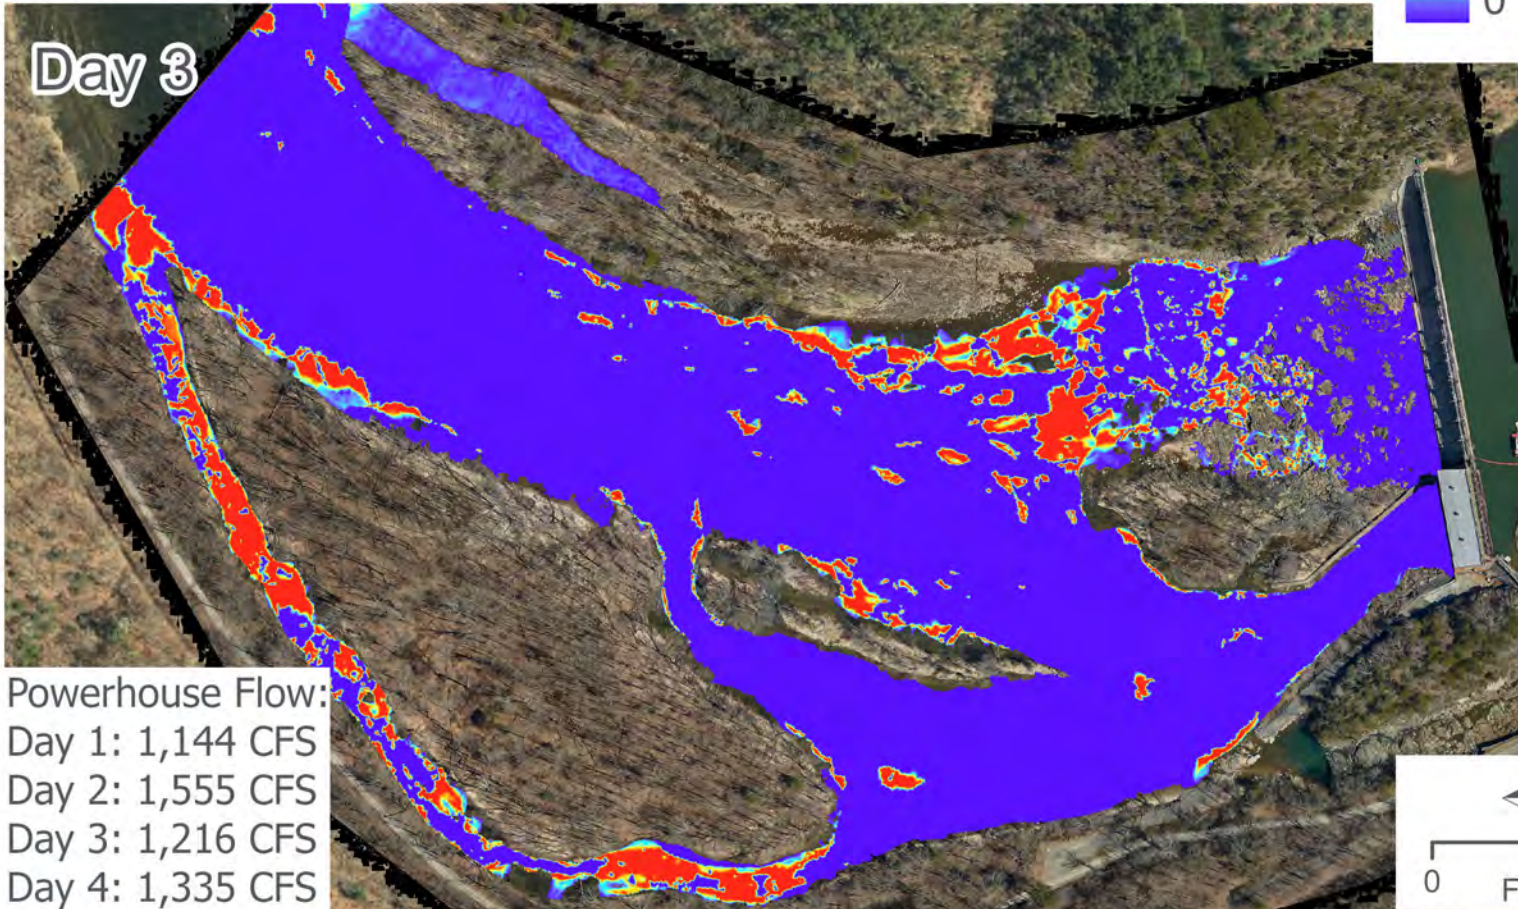 0
Day 3
Powerhouse Flow:
Day 1: 1,144 CFS
Day 2: 1,555 CFS
Day 3: 1,216 CFS
Day 4: 1,335 CFS
0
F